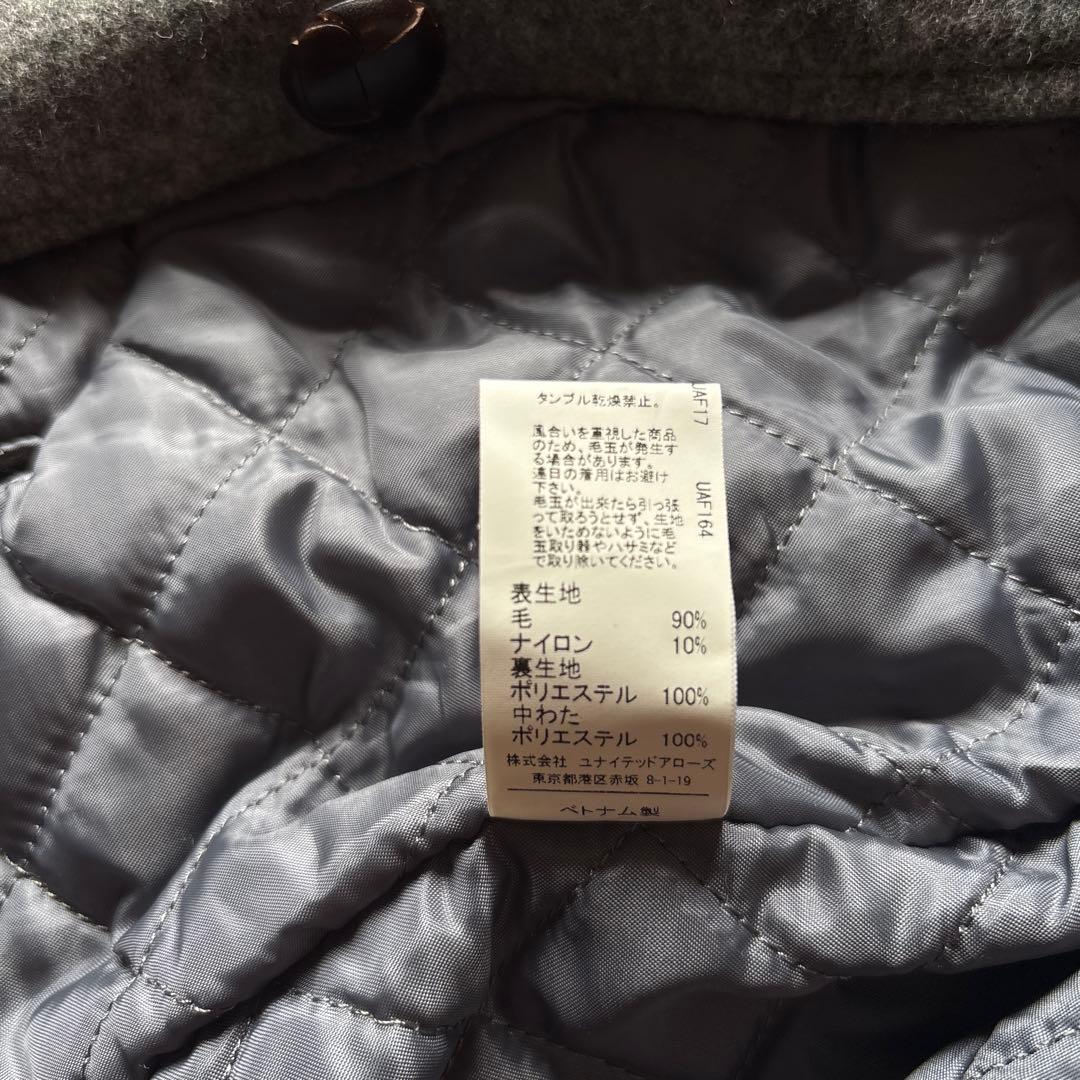 タンブル乾燥禁止。
風合いを重視した商品
のため、毛玉が発生す
る場合があります。
連日の着用はお避け
下さい。
毛玉が出来たら引っ張
って取ろうとせず、生地
をいためないように毛
玉取り器やハサミなど
で取り除いてください。
表生地
毛 90%
ナイロン 10%
裏生地
ポリエステル 100%
中わた
ポリエステル 100%
株式会社 ユナイテッドアローズ
東京都港区赤坂 8-1-19
ベトナム製
UAF17
UAF164